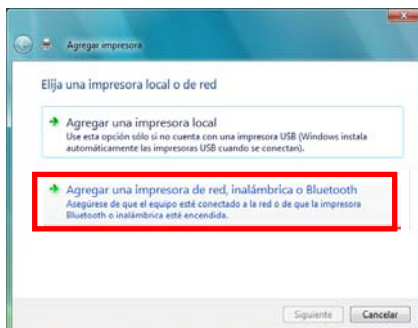 Agregar impresora
Elija una impresora local o de red
Agregar una impresora local
Use esta opción sólo si no cuenta con una impresora USB (Windows instala
automáticamente las impresoras USB cuando se conectan).
Agregar una impresora de red, inalámbrica o Bluetooth
Asegúrese de que el equipo esté conectado a la red o de que la impresora
Bluetooth o inalámbrica esté encendida.
Siguiente Cancelar